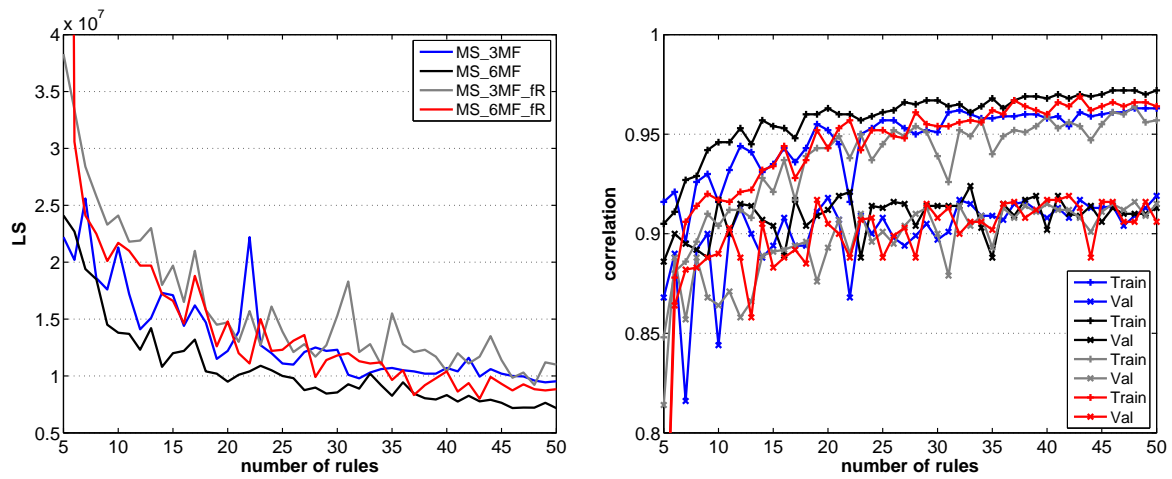 x 10^7
4
3.5
3
2.5
2
1.5
1
0.5
LS
5 10 15 20 25 30 35 40 45 50
number of rules
MS_3MF
MS_6MF
MS_3MF_fR
MS_6MF_fR
1
0.95
0.9
0.85
0.8
correlation
5 10 15 20 25 30 35 40 45 50
number of rules
Train
Val
Train
Val
Train
Val
Train
Val